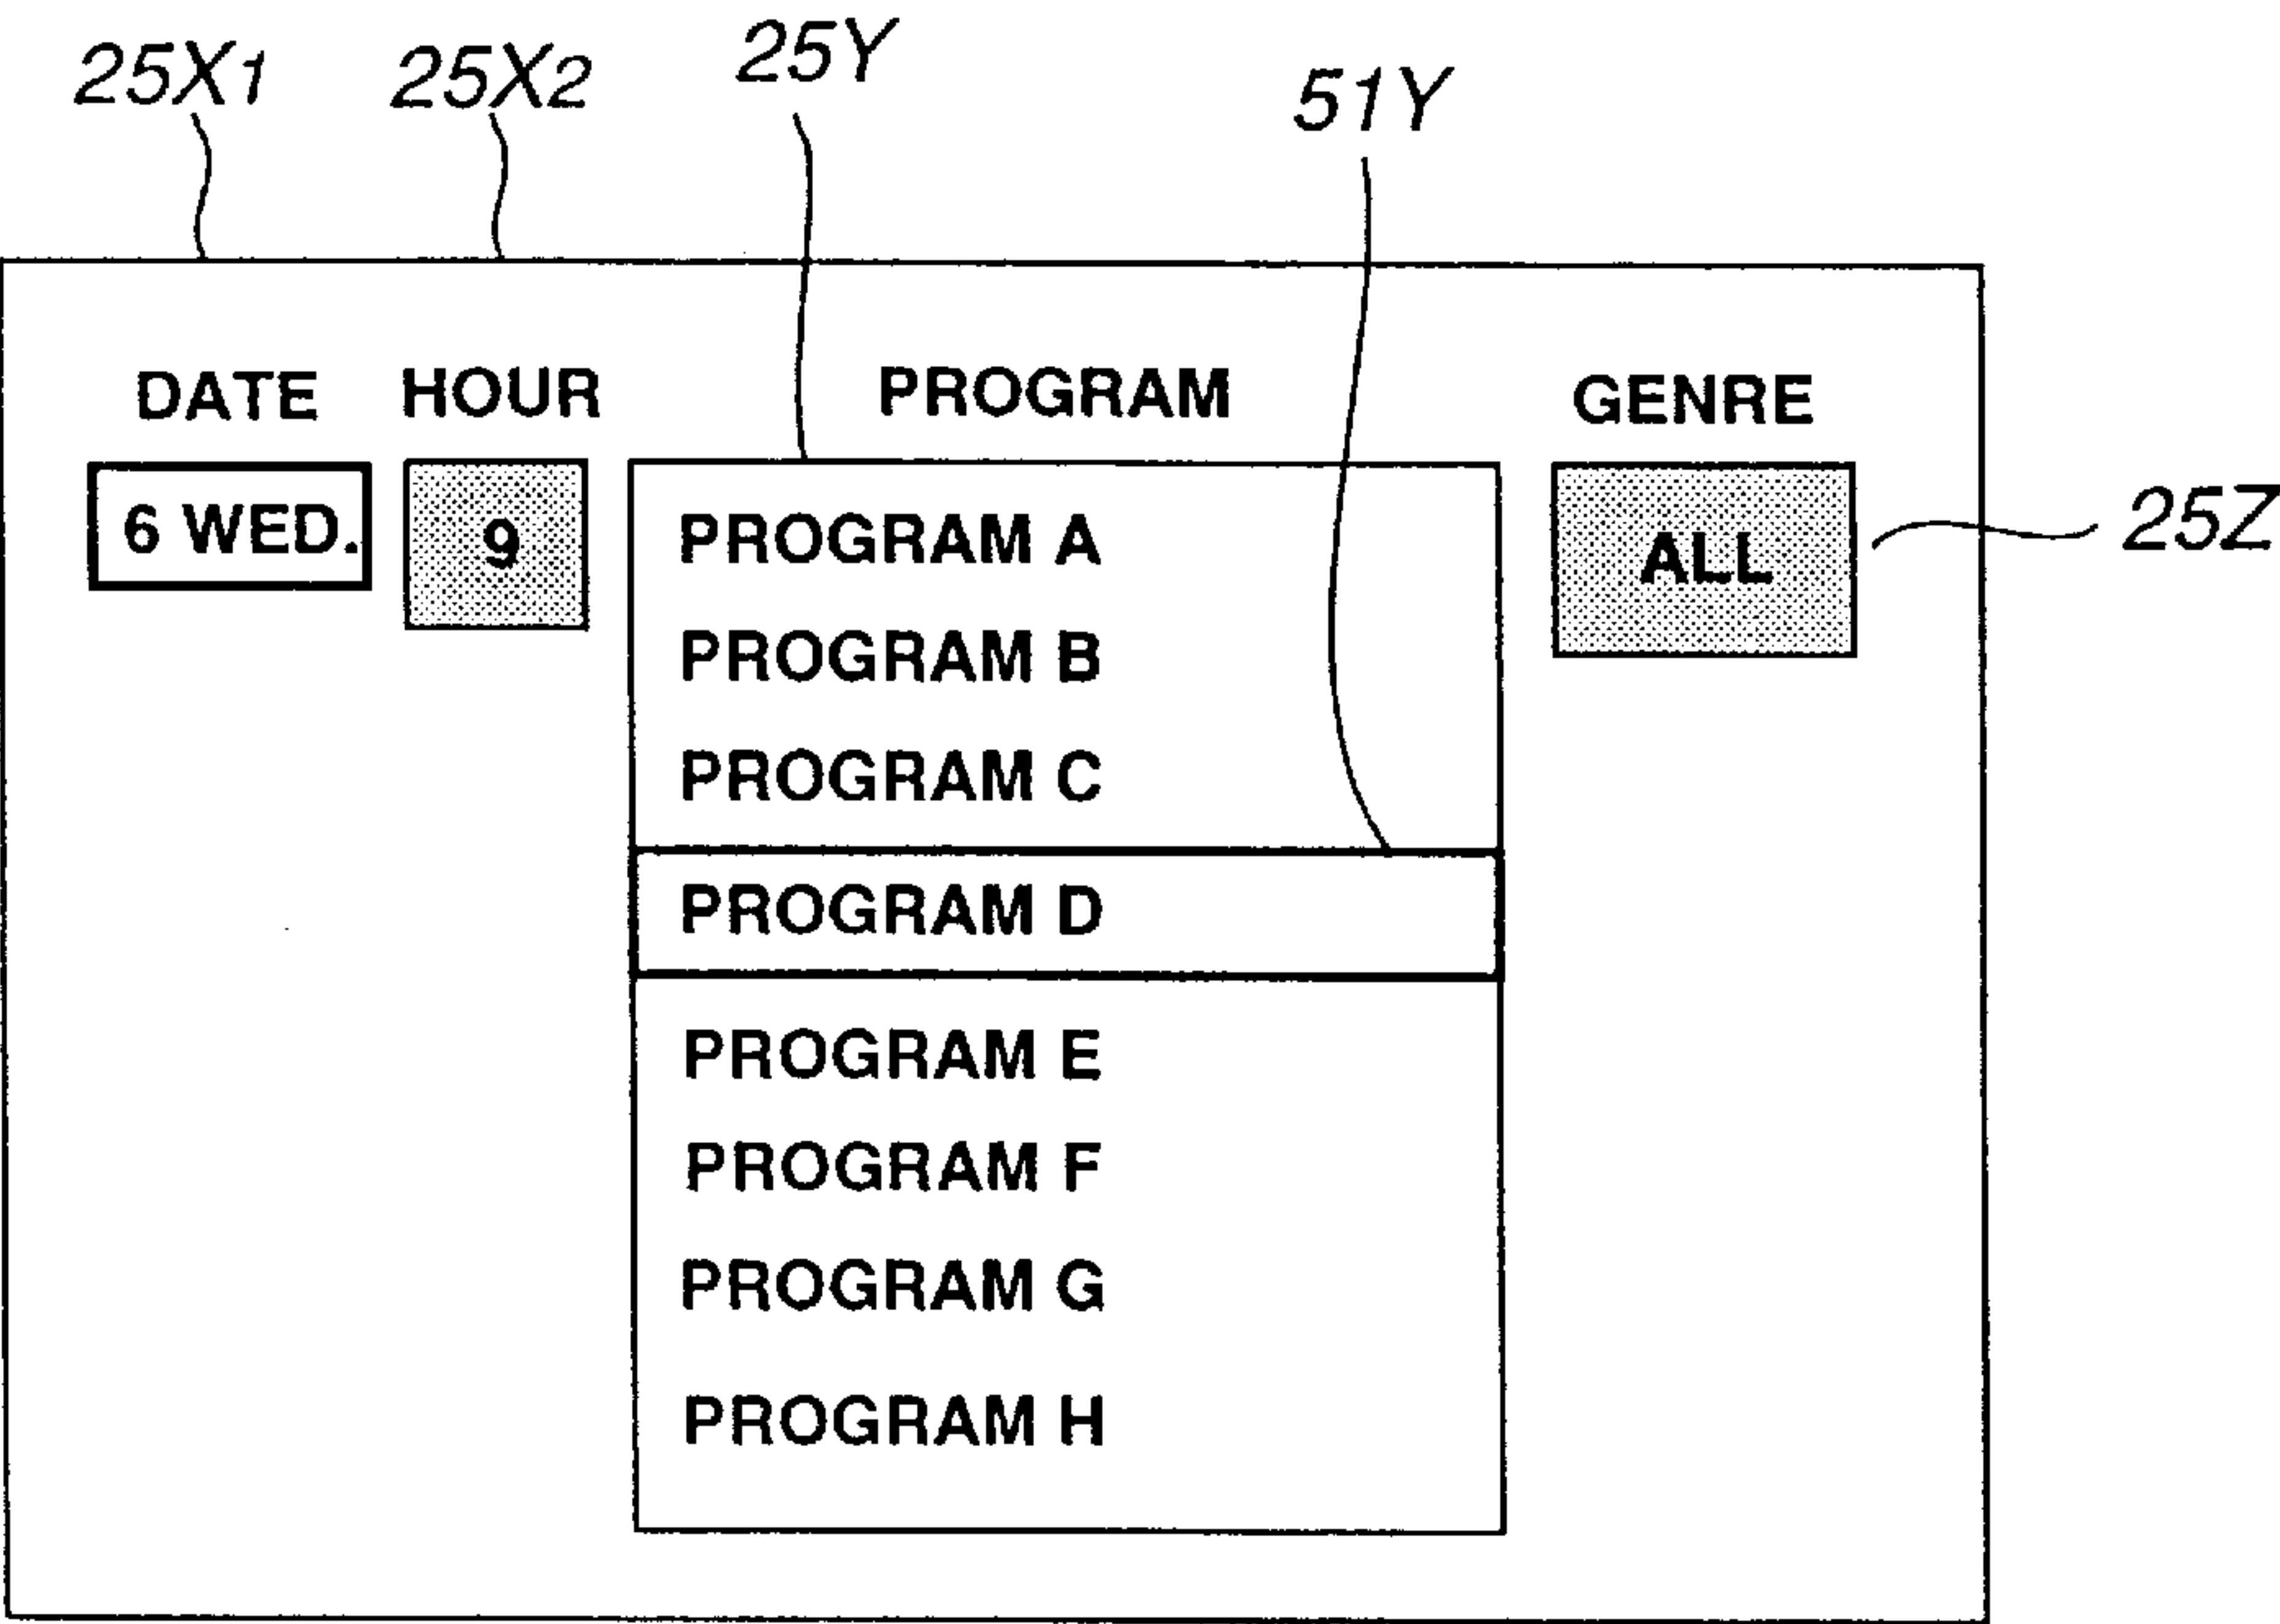 25X1 25X2 25Y 51Y
DATE HOUR PROGRAM GENRE
6 WED. 9 PROGRAM A ALL 25Z
PROGRAM B
PROGRAM C
PROGRAM D
PROGRAM E
PROGRAM F
PROGRAM G
PROGRAM H